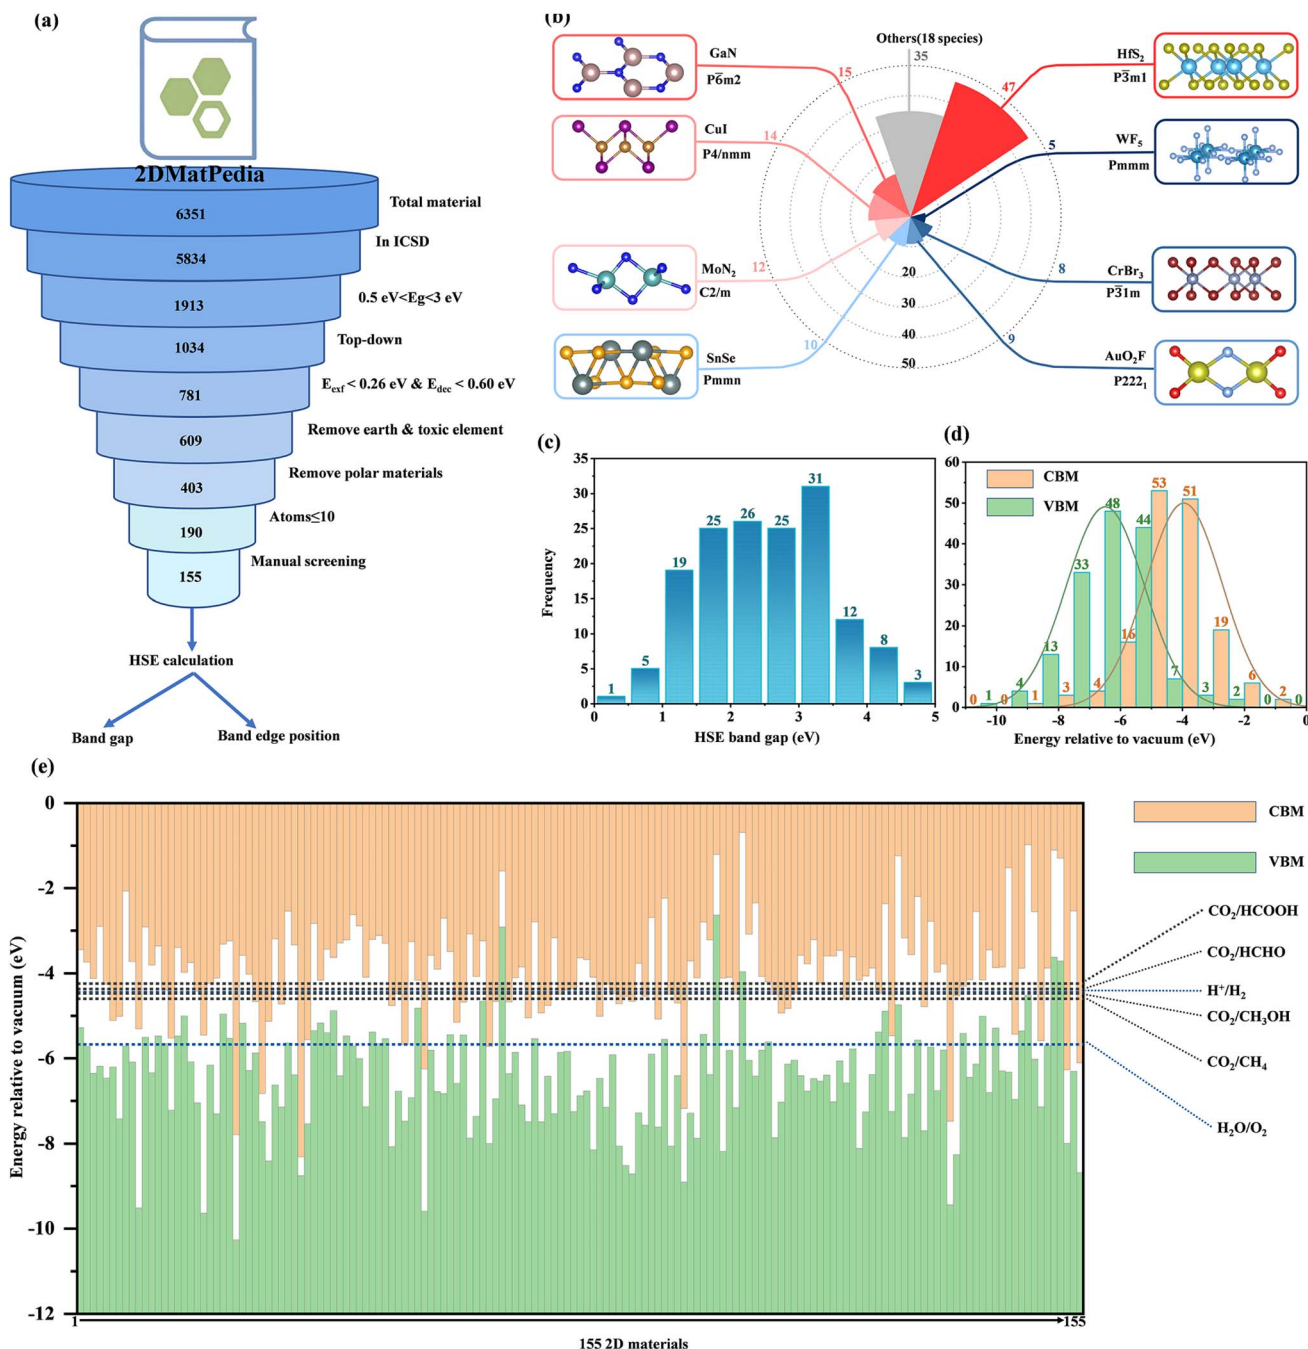 (a)
2DMatPedia
6351
Total material
5834
In ICSD
1913
0.5 eV<Eg<3 eV
1034
Top-down
781
E_exf < 0.26 eV & E_dec < 0.60 eV
609
Remove earth & toxic element
403
Remove polar materials
190
Atoms≤10
155
Manual screening
HSE calculation
Band gap
Band edge position
(b)
Others(18 species)
35
GaN
P6̅m2
15
CuI
P4/nmm
14
MoN₂
C2/m
12
SnSe
Pmmn
10
HfS₂
P3̅m1
47
WF₅
Pmmm
5
CrBr₃
P3̅1m
8
AuO₂F
P222₁
9
20
30
40
50
(c)
Frequency
35
30
25
20
15
10
5
0
1
5
19
25
26
25
31
12
8
3
0 1 2 3 4 5
HSE band gap (eV)
(d)
CBM
VBM
60
50
40
30
20
10
0
0 1 0 4 1 13 3 33 4 48 16 44 53 7 51 3 19 2 6 0 2 0
-10 -8 -6 -4 -2 0
Energy relative to vacuum (eV)
(e)
Energy relative to vacuum (eV)
0
-2
-4
-6
-8
-10
-12
1 155
155 2D materials
CBM
VBM
CO₂/HCOOH
CO₂/HCHO
H⁺/H₂
CO₂/CH₃OH
CO₂/CH₄
H₂O/O₂